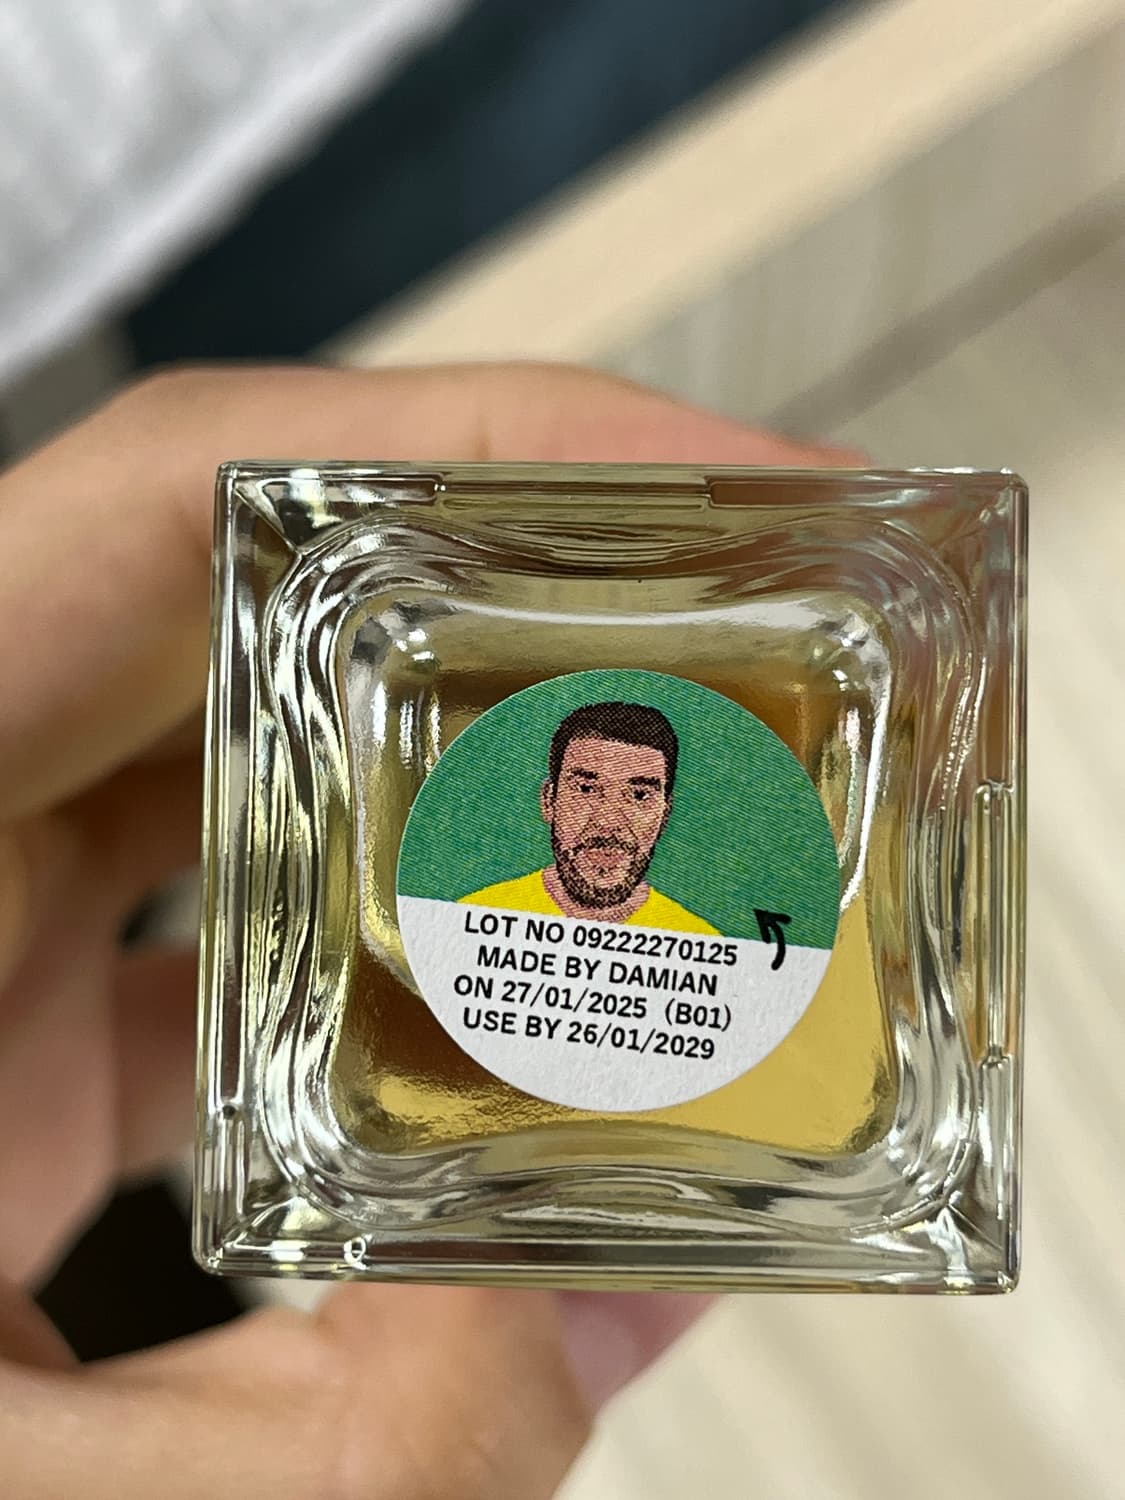 LOT NO 09222270125
MADE BY DAMIAN
ON 27/01/2025 (B01)
USE BY 26/01/2029